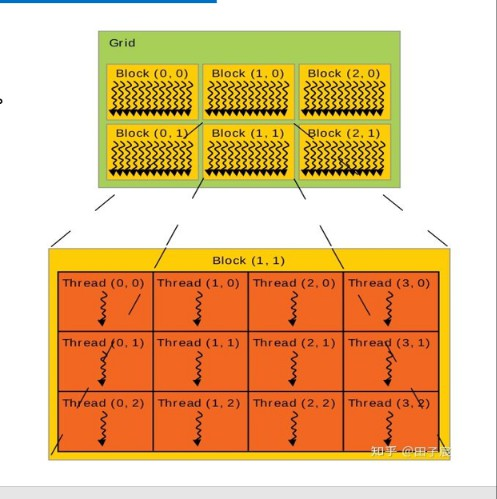 Grid
Block (0, 0) Block (1, 0) Block (2, 0)
Block (0, 1) Block (1, 1) Block (2, 1)
Block (1, 1)
Thread (0, 0) Thread (1, 0) Thread (2, 0) Thread (3, 0)
Thread (0, 1) Thread (1, 1) Thread (2, 1) Thread (3, 1)
Thread (0, 2) Thread (1, 2) Thread (2, 2) Thread (3, 2)
知乎 @田子宸